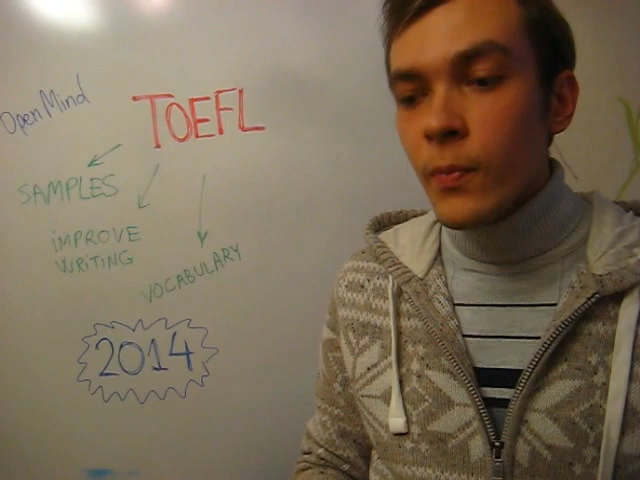 Open Mind
TOEFL
SAMPLES
iMPROVE
WRiTiNG
VOCABULARY
2014